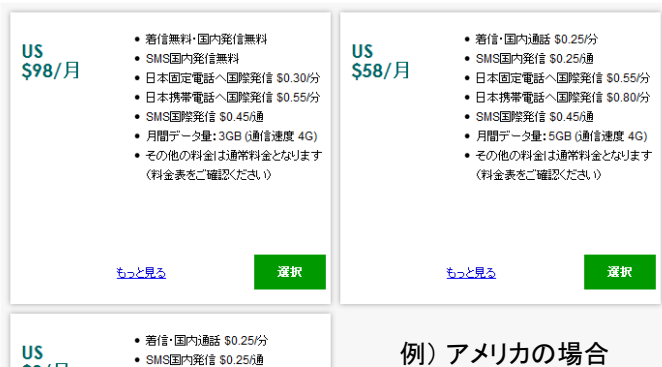 US
$98/月
• 着信無料・国内発信無料
• SMS国内発信無料
• 日本固定電話へ国際発信 $0.30/分
• 日本携帯電話へ国際発信 $0.55/分
• SMS国際発信 $0.45/通
• 月間データ量:3GB (通信速度 4G)
• その他の料金は通常料金となります
(料金表をご確認ください)
もっと見る
選択
US
$58/月
• 着信・国内通話 $0.25/分
• SMS国内発信 $0.25/通
• 日本固定電話へ国際発信 $0.55/分
• 日本携帯電話へ国際発信 $0.80/分
• SMS国際発信 $0.45/通
• 月間データ量:5GB (通信速度 4G)
• その他の料金は通常料金となります
(料金表をご確認ください)
もっと見る
選択
US
• 着信・国内通話 $0.25/分
• SMS国内発信 $0.25/通
例) アメリカの場合